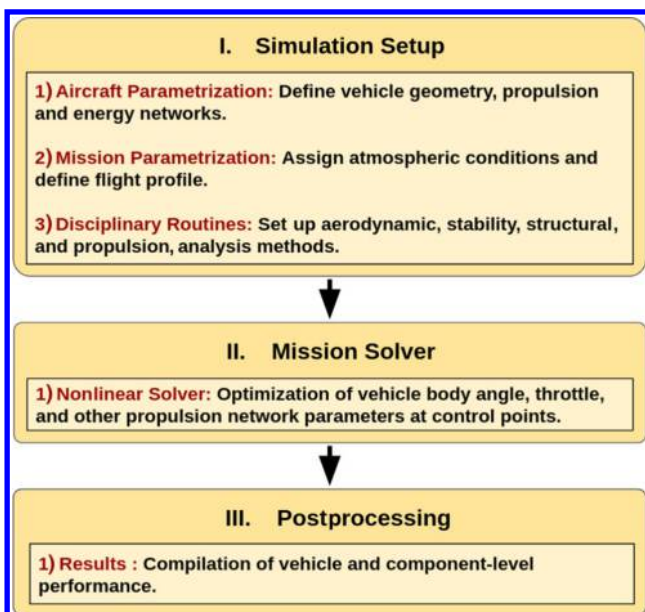 I. Simulation Setup
1) Aircraft Parametrization: Define vehicle geometry, propulsion
and energy networks.
2) Mission Parametrization: Assign atmospheric conditions and
define flight profile.
3) Disciplinary Routines: Set up aerodynamic, stability, structural,
and propulsion, analysis methods.
II. Mission Solver
1) Nonlinear Solver: Optimization of vehicle body angle, throttle,
and other propulsion network parameters at control points.
III. Postprocessing
1) Results : Compilation of vehicle and component-level
performance.